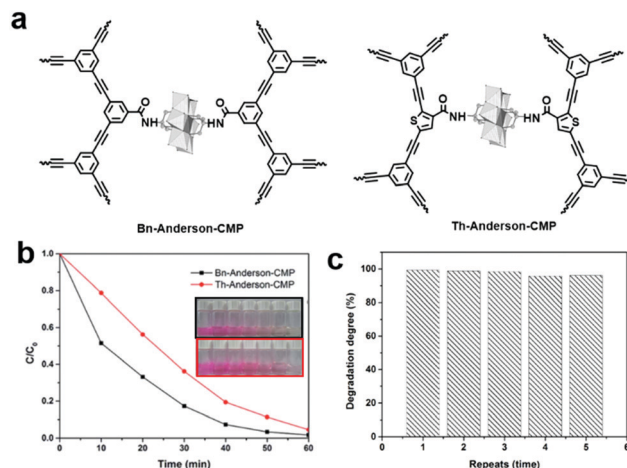 a
O
NH
HN
O
Bn-Anderson-CMP
S
O
NH
HN
O
S
Th-Anderson-CMP
b
C/C0
1.0
0.8
0.6
0.4
0.2
0.0
Bn-Anderson-CMP
Th-Anderson-CMP
0 10 20 30 40 50 60
Time (min)
c
Degradation degree (%)
100
80
60
40
20
0
0 1 2 3 4 5 6
Repeats (time)